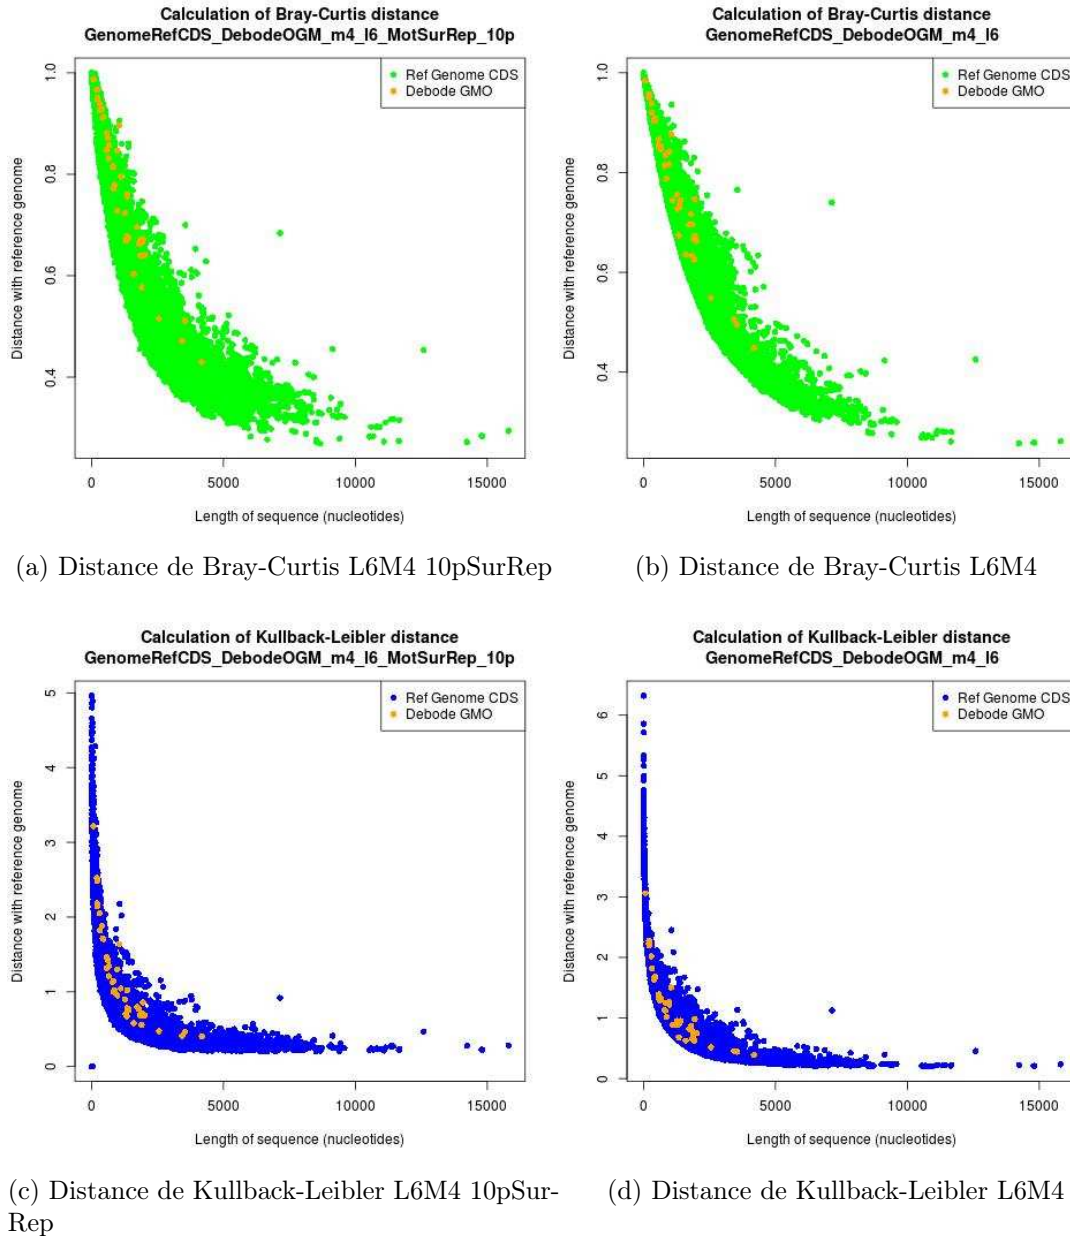 Calculation of Bray-Curtis distance
GenomeRefCDS_DebodeOGM_m4_l6_MotSurRep_10p
Ref Genome CDS
Debode GMO
Distance with reference genome
1.0
0.8
0.6
0.4
0 5000 10000 15000
Length of sequence (nucleotides)
(a) Distance de Bray-Curtis L6M4 10pSurRep
Calculation of Bray-Curtis distance
GenomeRefCDS_DebodeOGM_m4_l6
Ref Genome CDS
Debode GMO
Distance with reference genome
1.0
0.8
0.6
0.4
0 5000 10000 15000
Length of sequence (nucleotides)
(b) Distance de Bray-Curtis L6M4
Calculation of Kullback-Leibler distance
GenomeRefCDS_DebodeOGM_m4_l6_MotSurRep_10p
Ref Genome CDS
Debode GMO
Distance with reference genome
5
4
3
2
1
0
0 5000 10000 15000
Length of sequence (nucleotides)
(c) Distance de Kullback-Leibler L6M4 10pSur-
Rep
Calculation of Kullback-Leibler distance
GenomeRefCDS_DebodeOGM_m4_l6
Ref Genome CDS
Debode GMO
Distance with reference genome
6
5
4
3
2
1
0
0 5000 10000 15000
Length of sequence (nucleotides)
(d) Distance de Kullback-Leibler L6M4